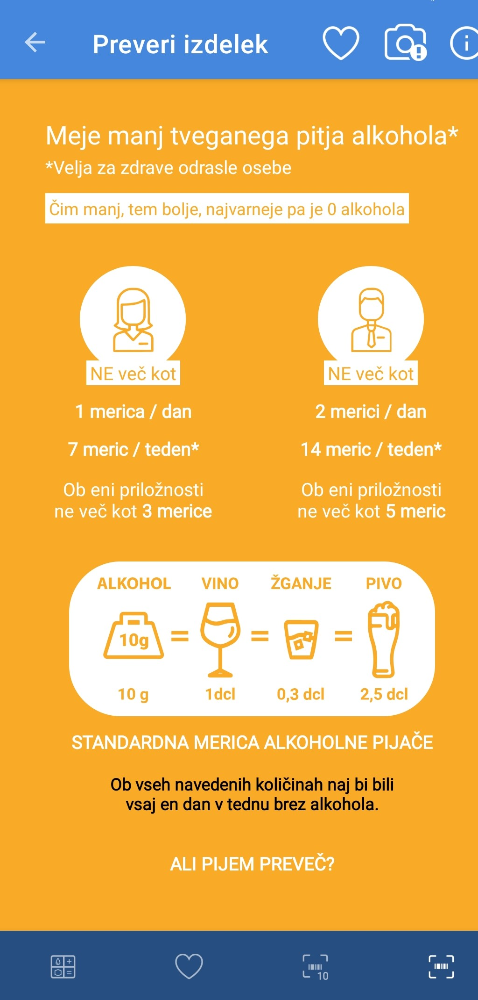 Preveri izdelek
Meje manj tveganega pitja alkohola*
*Velja za zdrave odrasle osebe
Čim manj, tem bolje, najvarneje pa je 0 alkohola
NE več kot
1 merica / dan
7 meric / teden*
Ob eni priložnosti
ne več kot 3 merice
NE več kot
2 merici / dan
14 meric / teden*
Ob eni priložnosti
ne več kot 5 meric
ALKOHOL VINO ŽGANJE PIVO
10g = = =
10 g 1dcl 0,3 dcl 2,5 dcl
STANDARDNA MERICA ALKOHOLNE PIJAČE
Ob vseh navedenih količinah naj bi bili
vsaj en dan v tednu brez alkohola.
ALI PIJEM PREVEČ?
10